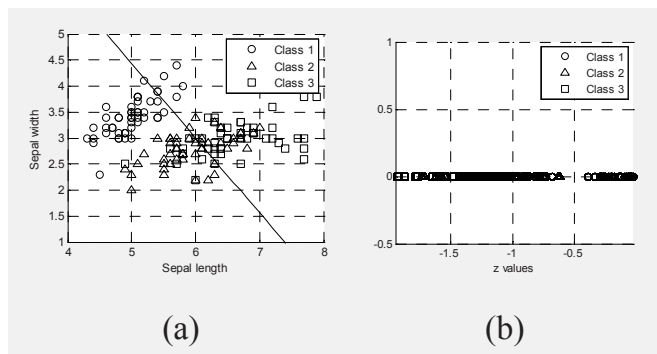 5
4.5
4
3.5
3
2.5
2
1.5
1
Sepal width
4 5 6 7 8
Sepal length
Class 1
Class 2
Class 3
(a)
1
0.5
0
-0.5
-1.5 -1 -0.5
z values
Class 1
Class 2
Class 3
(b)